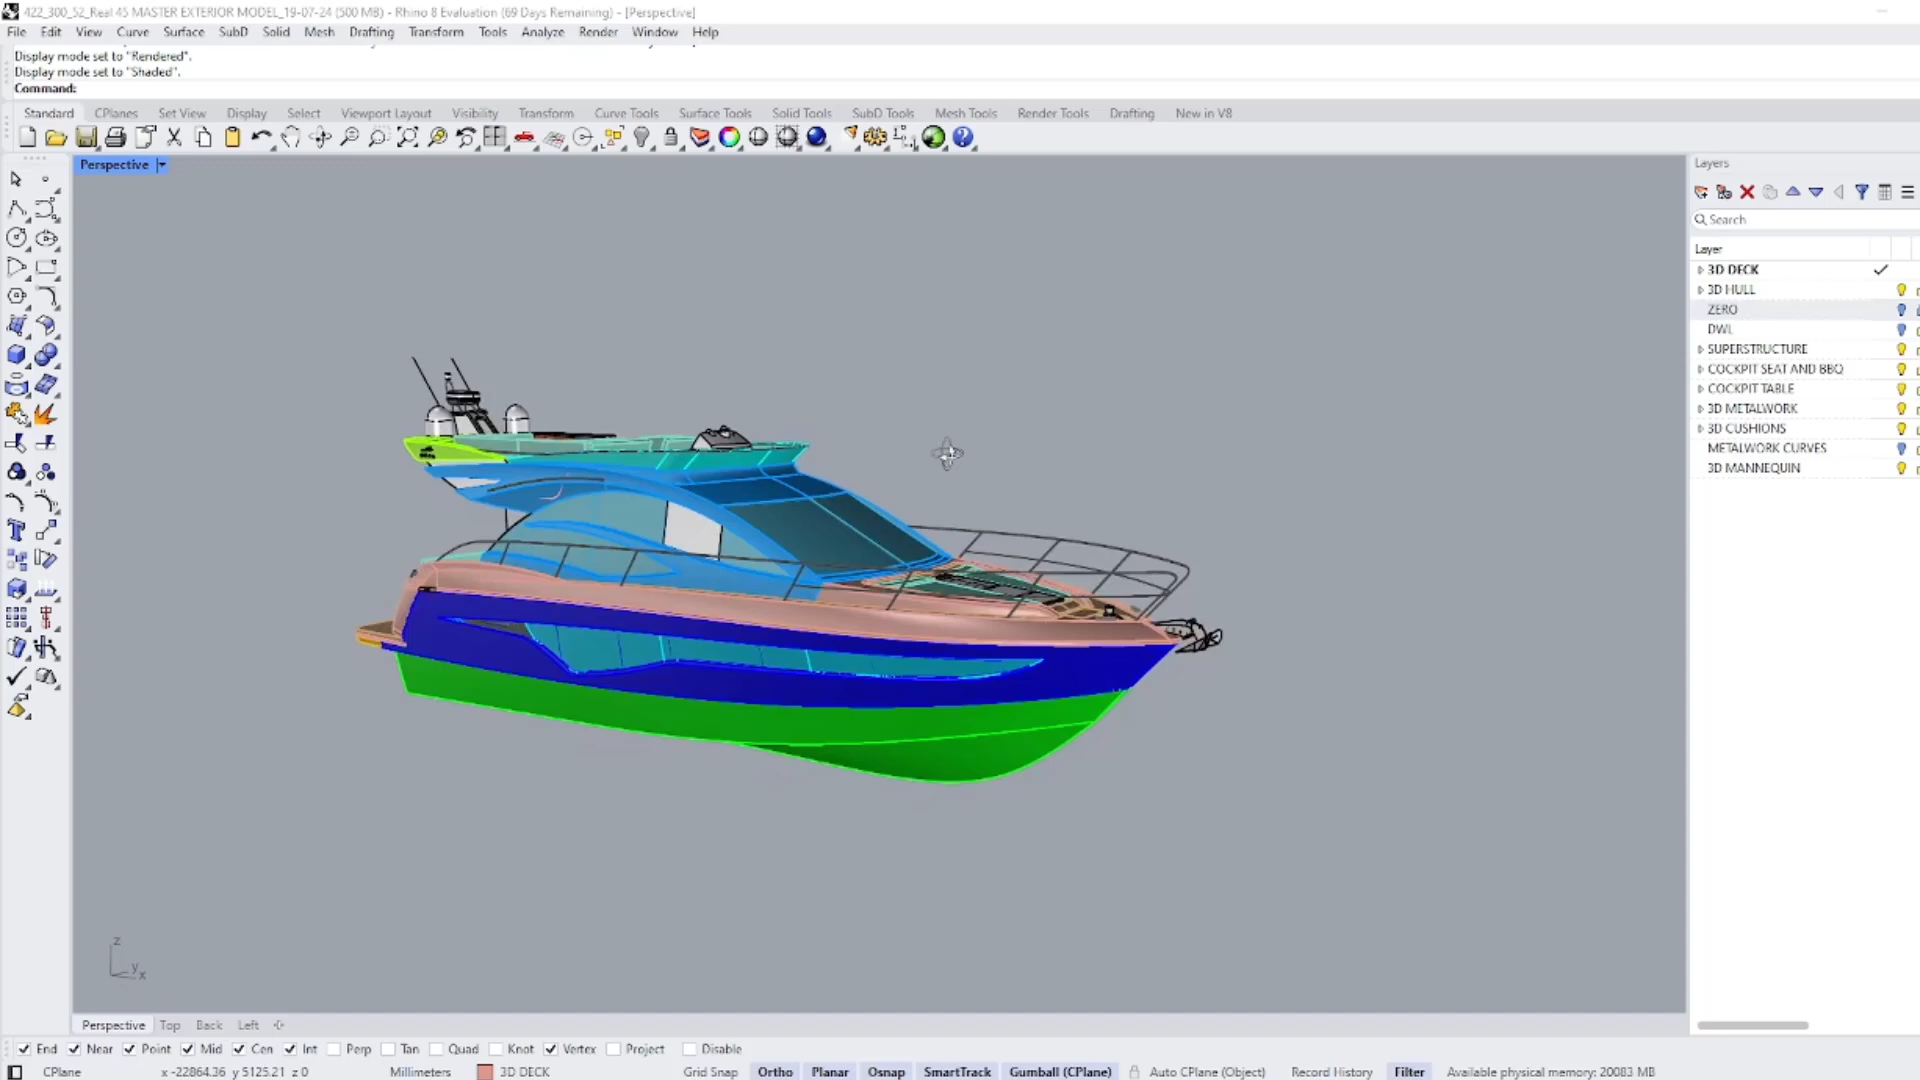 422_300_52_Real 45 MASTER EXTERIOR MODEL_19-07-24 (500 MB) - Rhino 8 Evaluation (69 Days Remaining) - [Perspective]
File Edit View Curve Surface SubD Solid Mesh Drafting Transform Tools Analyze Render Window Help
Display mode set to "Rendered".
Display mode set to "Shaded".
Command:
Standard CPlanes Set View Display Select Viewport Layout Visibility Transform Curve Tools Surface Tools Solid Tools SubD Tools Mesh Tools Render Tools Drafting New in V8
Perspective
Layers
Search
Layer
3D DECK
3D HULL
ZERO
DWL
SUPERSTRUCTURE
COCKPIT SEAT AND BBQ
COCKPIT TABLE
3D METALWORK
3D CUSHIONS
METALWORK CURVES
3D MANNEQUIN
z
y
x
Perspective Top Back Left
End Near Point Mid Cen Int Perp Tan Quad Knot Vertex Project Disable
CPlane x -22864.36 y 5125.21 z 0 Millimeters 3D DECK Grid Snap Ortho Planar Osnap SmartTrack Gumball (CPlane) Auto CPlane (Object) Record History Filter Available physical memory: 20083 MB